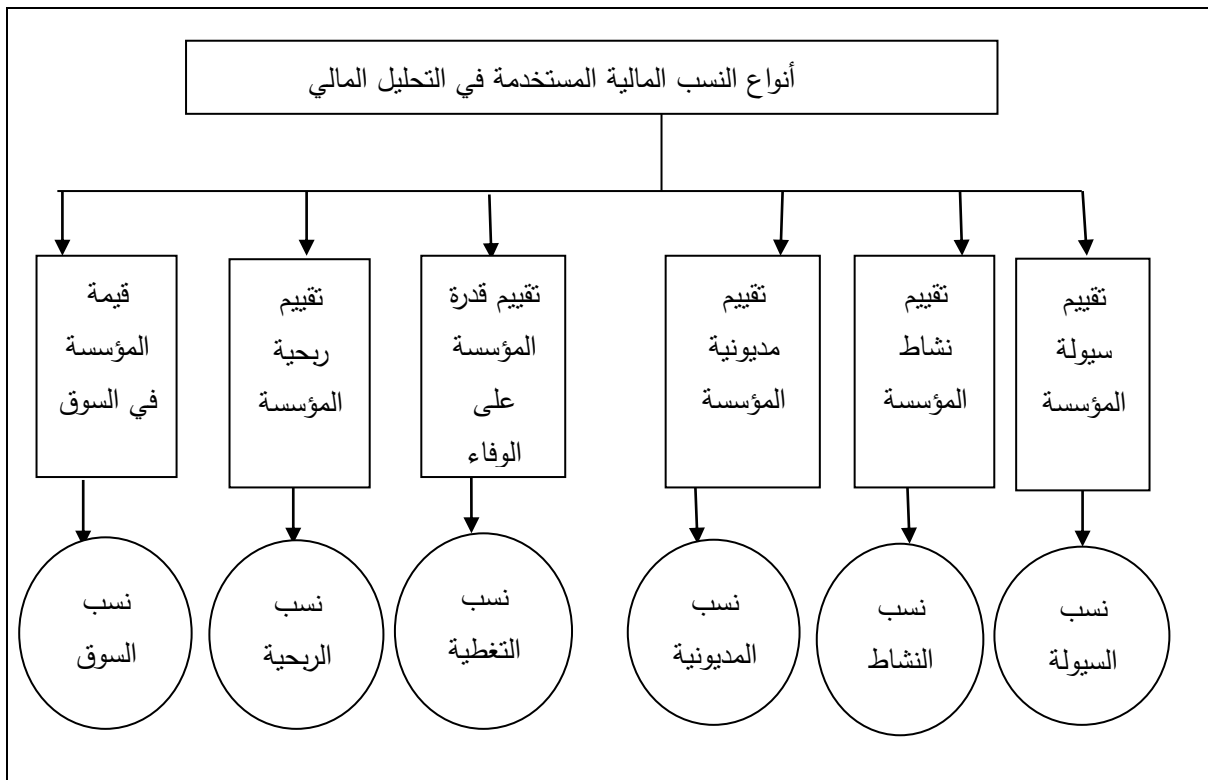 أنواع النسب المالية المستخدمة في التحليل المالي
تقييم
سيولة
المؤسسة
تقييم
نشاط
المؤسسة
تقييم
مديونية
المؤسسة
تقييم قدرة
المؤسسة
على
الوفاء
تقييم
ربحية
المؤسسة
قيمة
المؤسسة
في السوق
نسب
السيولة
نسب
النشاط
نسب
المديونية
نسب
التغطية
نسب
الربحية
نسب
السوق